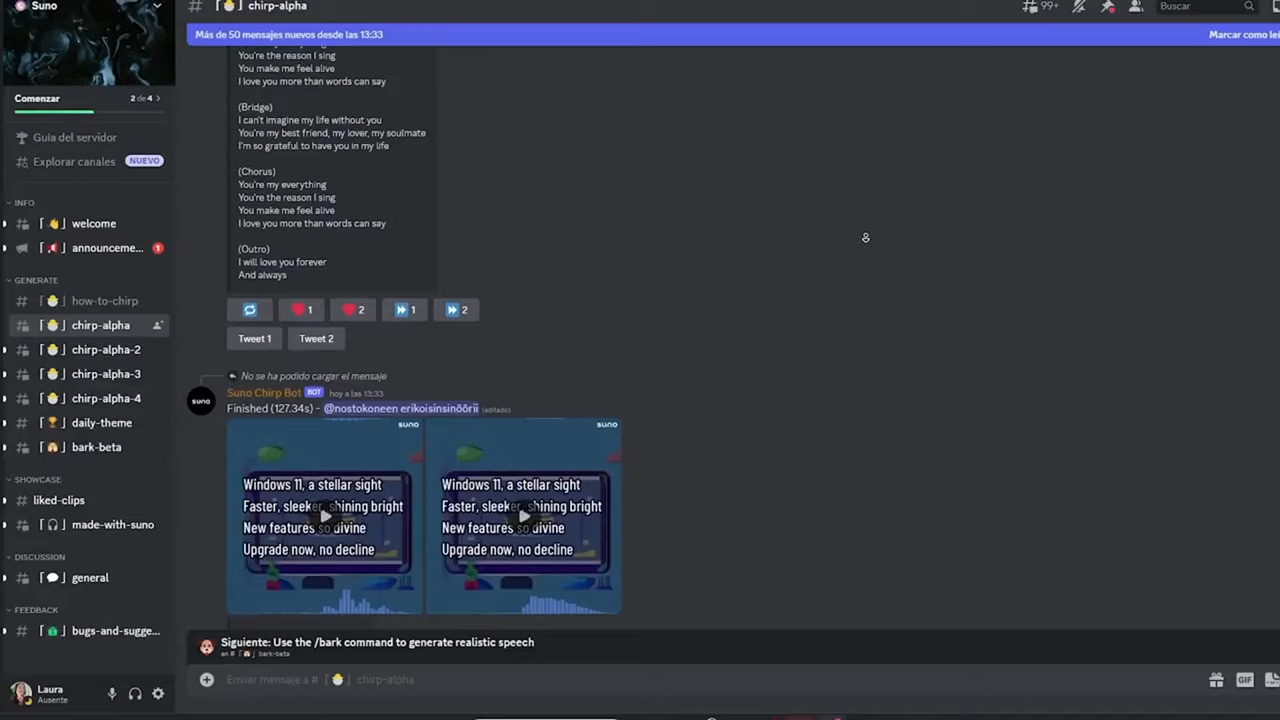 Suno
chirp-alpha
99+
Buscar
Más de 50 mensajes nuevos desde las 13:33
Marcar como leí
You're the reason I sing
You make me feel alive
I love you more than words can say
Comenzar
2 de 4
(Bridge)
I can't imagine my life without you
You're my best friend, my lover, my soulmate
I'm so grateful to have you in my life
Guía del servidor
Explorar canales
NUEVO
(Chorus)
You're my everything
You're the reason I sing
You make me feel alive
I love you more than words can say
INFO
welcome
announceme...
1
(Outro)
I will love you forever
And always
GENERATE
how-to-chirp
chirp-alpha
chirp-alpha-2
chirp-alpha-3
chirp-alpha-4
daily-theme
bark-beta
1
2
1
2
Tweet 1
Tweet 2
No se ha podido cargar el mensaje
suno
Suno Chirp Bot BOT hoy a las 13:33
Finished (127.34s) - @nostokoneen erikoisinsinöörii (editado)
suno
Windows 11, a stellar sight
Faster, sleeker, shining bright
New features so divine
Upgrade now, no decline
suno
Windows 11, a stellar sight
Faster, sleeker, shining bright
New features so divine
Upgrade now, no decline
SHOWCASE
liked-clips
made-with-suno
DISCUSSION
general
FEEDBACK
bugs-and-sugge...
Siguiente: Use the /bark command to generate realistic speech
en # bark-beta
Enviar mensaje a # chirp-alpha
GIF
Laura
Ausente